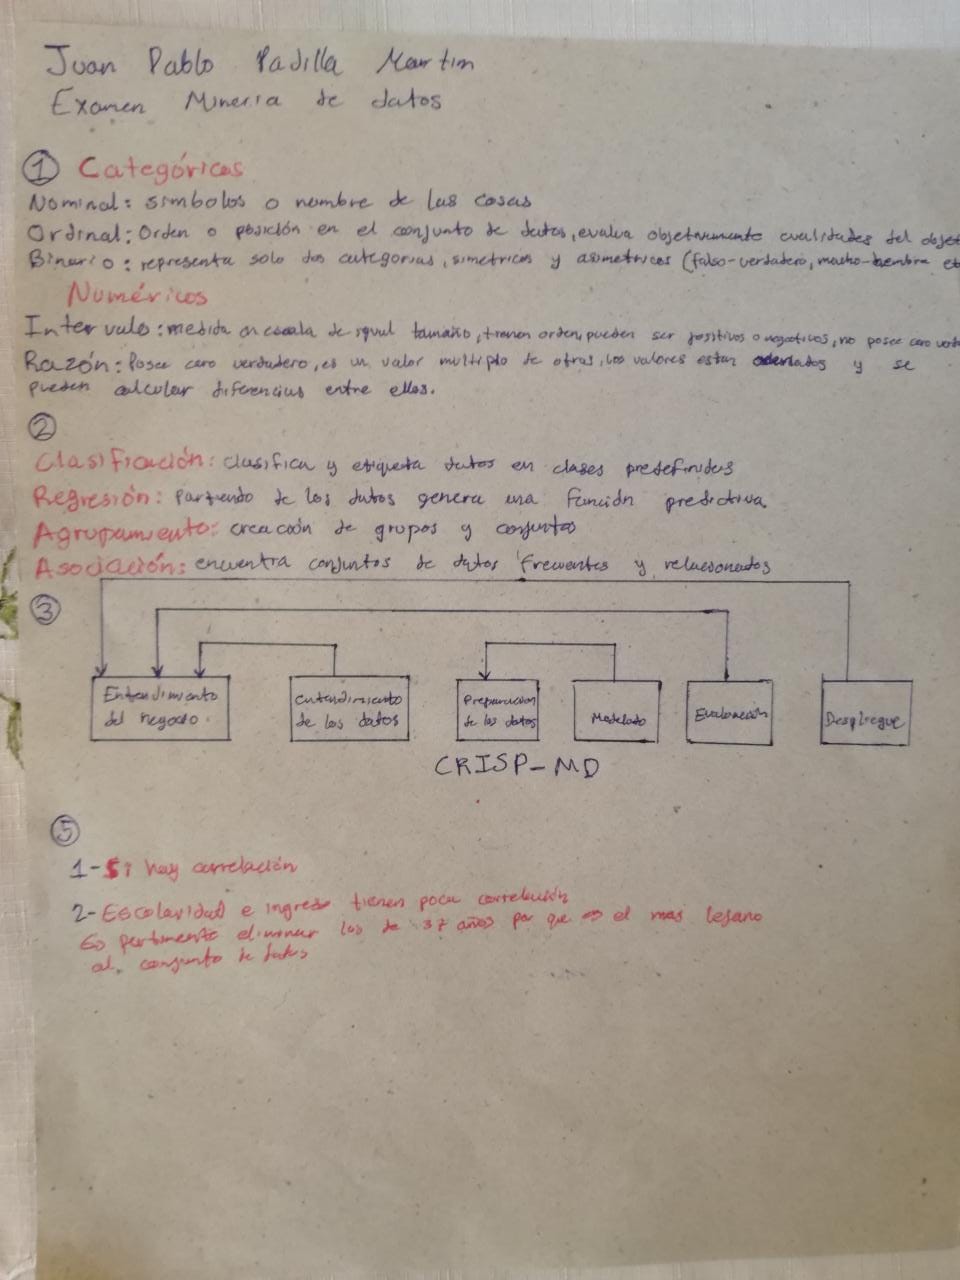 Juan Pablo Padilla Martin
Examen Mineria de datos
① Categóricas
Nominal: simbolos o nombre de las cosas
Ordinal: Orden o posición en el conjunto de datos, evalua objetivamente cualidades del objet
Binario: representa solo dos categorias, simetricos y asimetricos (falso-verdadero, macho-hembra et
Numéricos
Intervalo: medida en escala de igual tamaño, tienen orden, pueden ser positivos o negativos, no posee cero verd
Razón: Posee cero verdadero, es un valor multiplo de otros, los valores estan ordenados y se
pueden calcular diferencias entre ellos.
②
Clasificación: clasifica y etiqueta datos en clases predefinidas
Regresión: Partiendo de los datos genera una función predictiva
Agrupamiento: creación de grupos y conjuntos
Asociación: encuentra conjuntos de datos frecuentes y relacionados
③
Entendimiento
del negocio.
entendimiento
de los datos
Preparacion
de los datos
Modelado
Evaluación
Despliegue
CRISP-MD
⑤
1- Si hay correlación
2- Escolaridad e ingreso tienen poca correlación
Es pertinente eliminar los de 37 años por que es el mas lejano
al. conjunto de datos